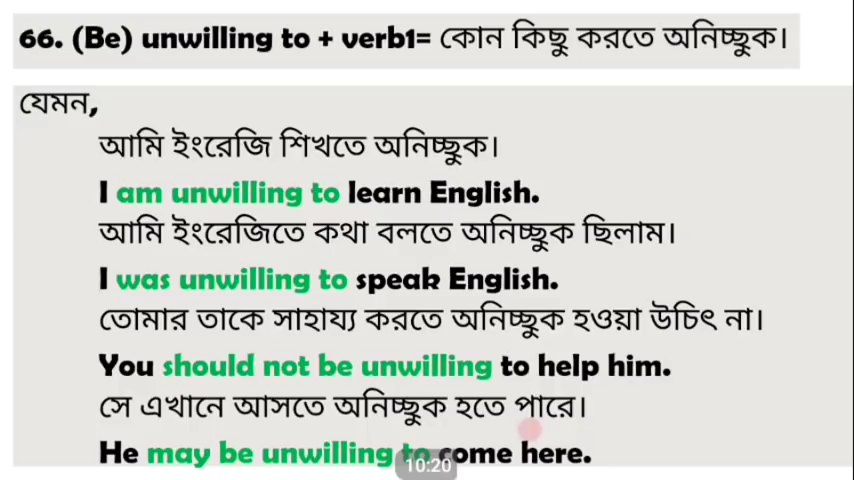 66. (Be) unwilling to + verb1= কোন কিছু করতে অনিচ্ছুক।
যেমন,
আমি ইংরেজি শিখতে অনিচ্ছুক।
I am unwilling to learn English.
আমি ইংরেজিতে কথা বলতে অনিচ্ছুক ছিলাম।
I was unwilling to speak English.
তোমার তাকে সাহায্য করতে অনিচ্ছুক হওয়া উচিৎ না।
You should not be unwilling to help him.
সে এখানে আসতে অনিচ্ছুক হতে পারে।
He may be unwilling to come here.
10:20